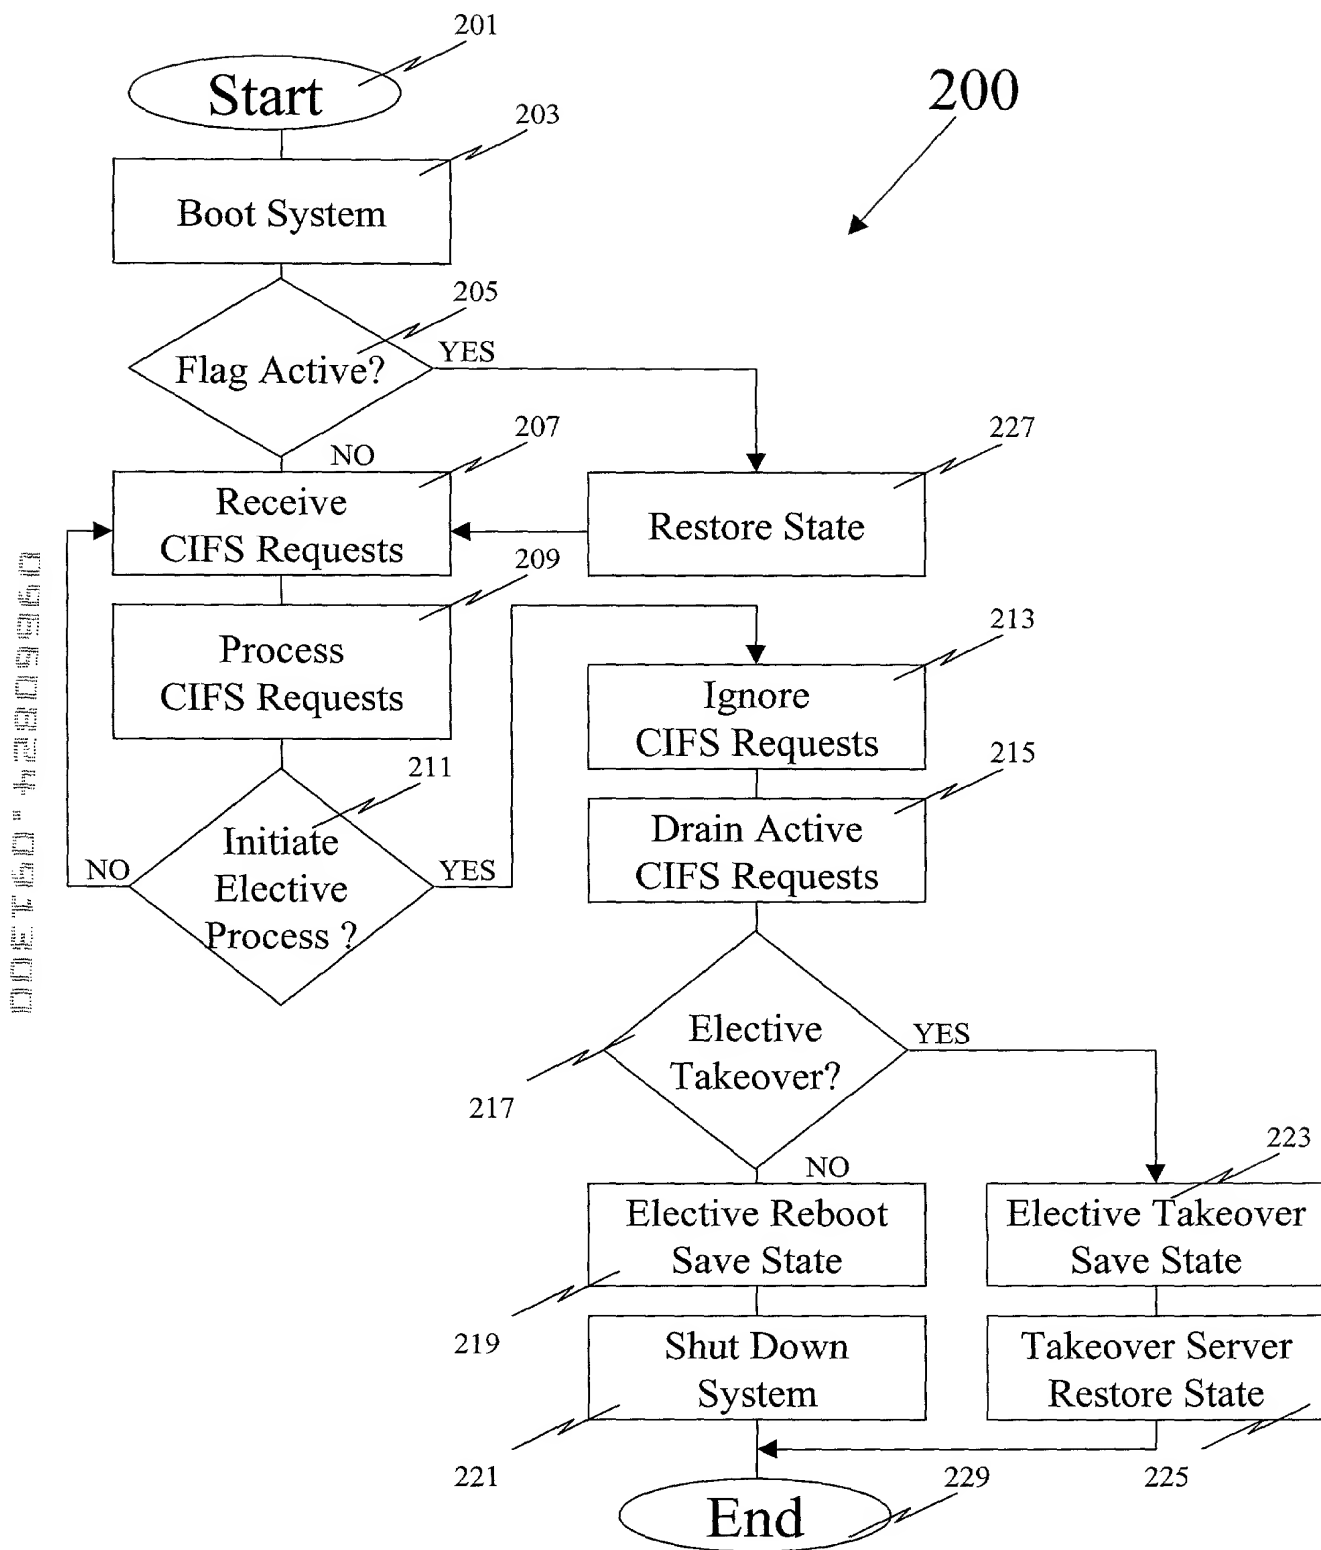 201
Start
200
203
Boot System
205
Flag Active?
YES
NO
207
Receive
CIFS Requests
227
Restore State
209
Process
CIFS Requests
213
Ignore
CIFS Requests
211
Initiate
Elective
Process ?
NO
YES
215
Drain Active
CIFS Requests
Elective
Takeover?
YES
217
NO
223
Elective Reboot
Save State
Elective Takeover
Save State
219
Shut Down
System
Takeover Server
Restore State
221
225
229
End
09660824.091300